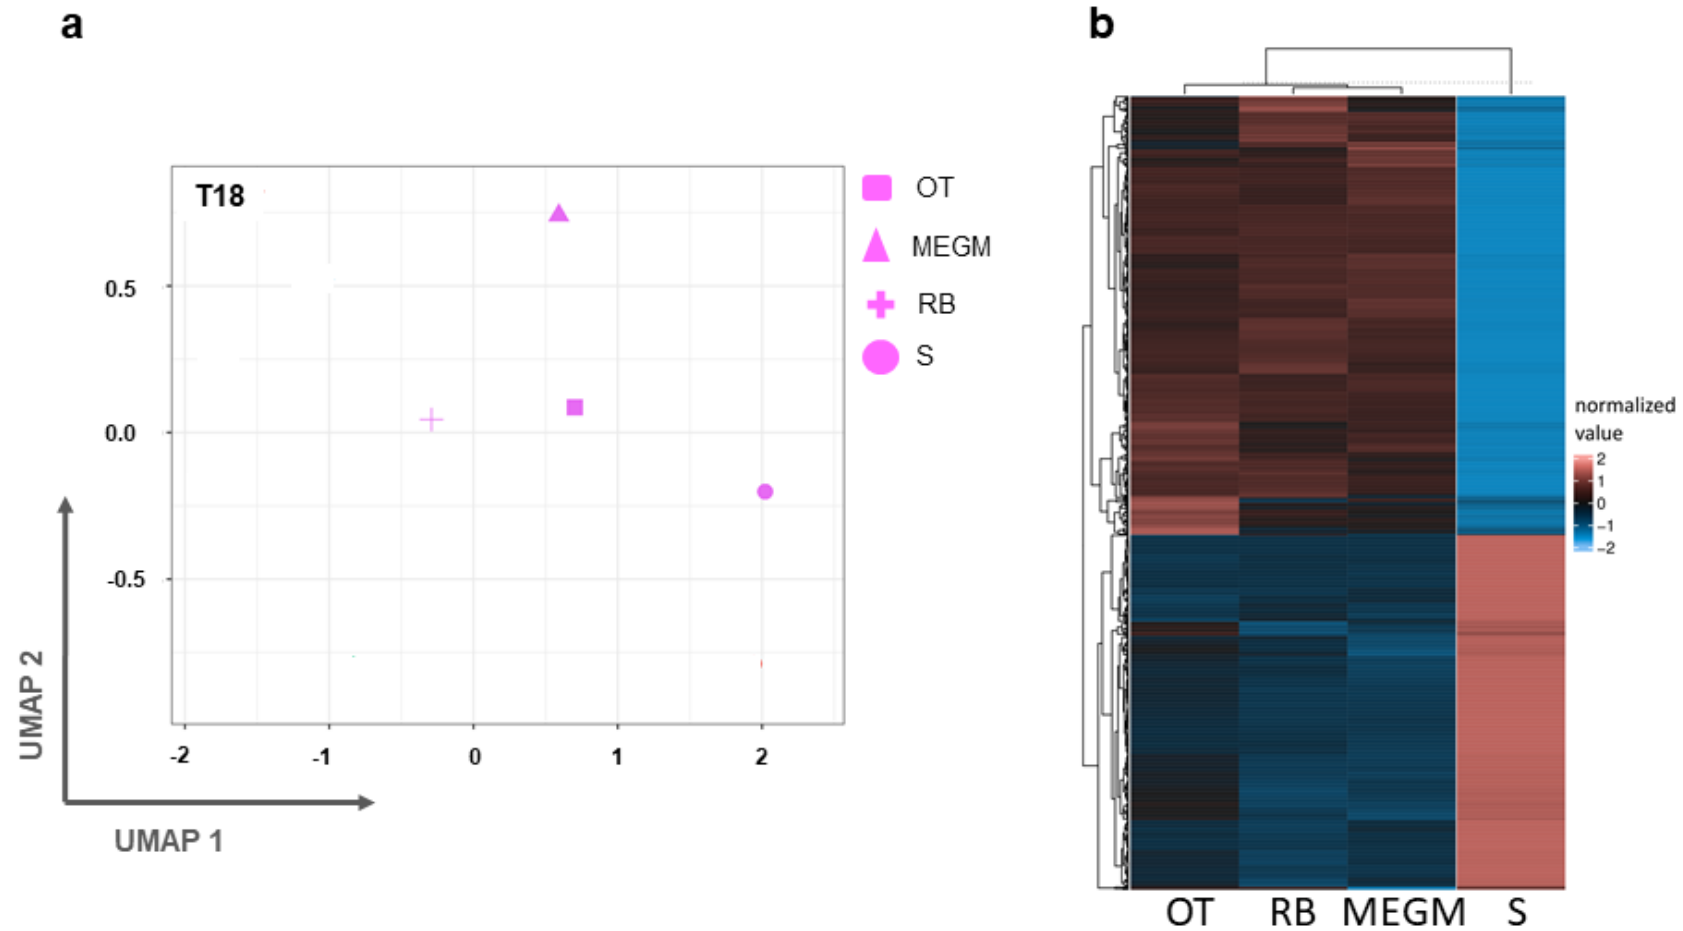 a
T18
0.5
0.0
-0.5
-2 -1 0 1 2
UMAP 2
UMAP 1
OT
MEGM
RB
S
b
normalized
value
2
1
0
−1
−2
OT RB MEGM S